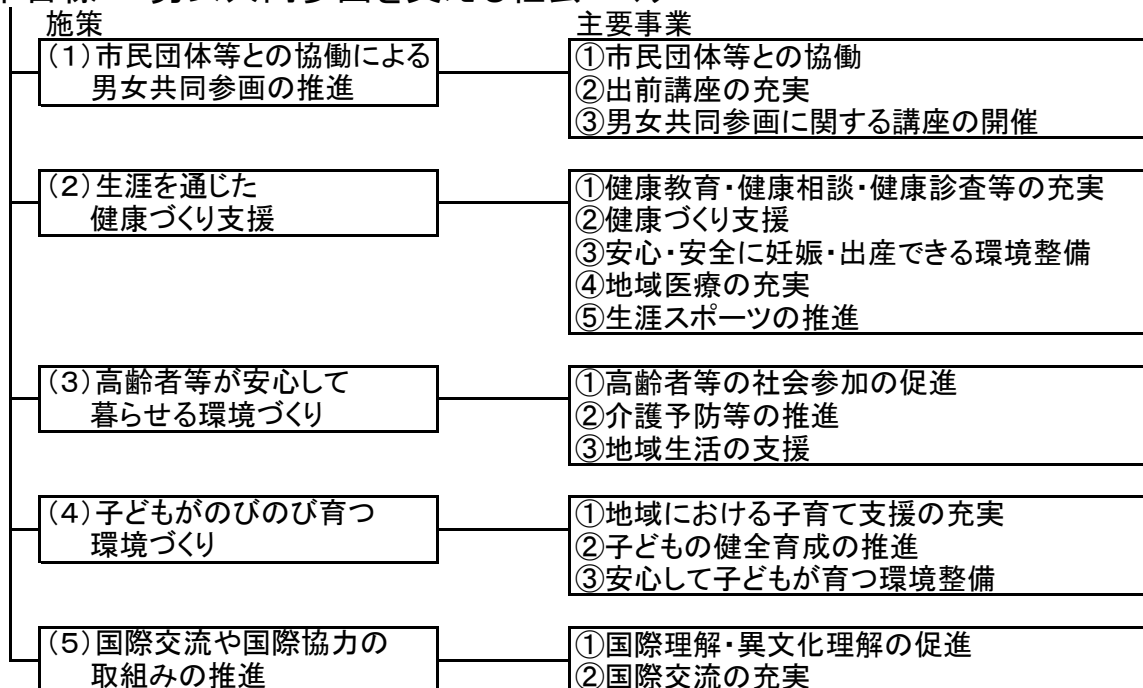 施策 主要事業
(1)市民団体等との協働による
男女共同参画の推進
①市民団体等との協働
②出前講座の充実
③男女共同参画に関する講座の開催
(2)生涯を通じた
健康づくり支援
①健康教育・健康相談・健康診査等の充実
②健康づくり支援
③安心・安全に妊娠・出産できる環境整備
④地域医療の充実
⑤生涯スポーツの推進
(3)高齢者等が安心して
暮らせる環境づくり
①高齢者等の社会参加の促進
②介護予防等の推進
③地域生活の支援
(4)子どもがのびのび育つ
環境づくり
①地域における子育て支援の充実
②子どもの健全育成の推進
③安心して子どもが育つ環境整備
(5)国際交流や国際協力の
取組みの推進
①国際理解・異文化理解の促進
②国際交流の充実